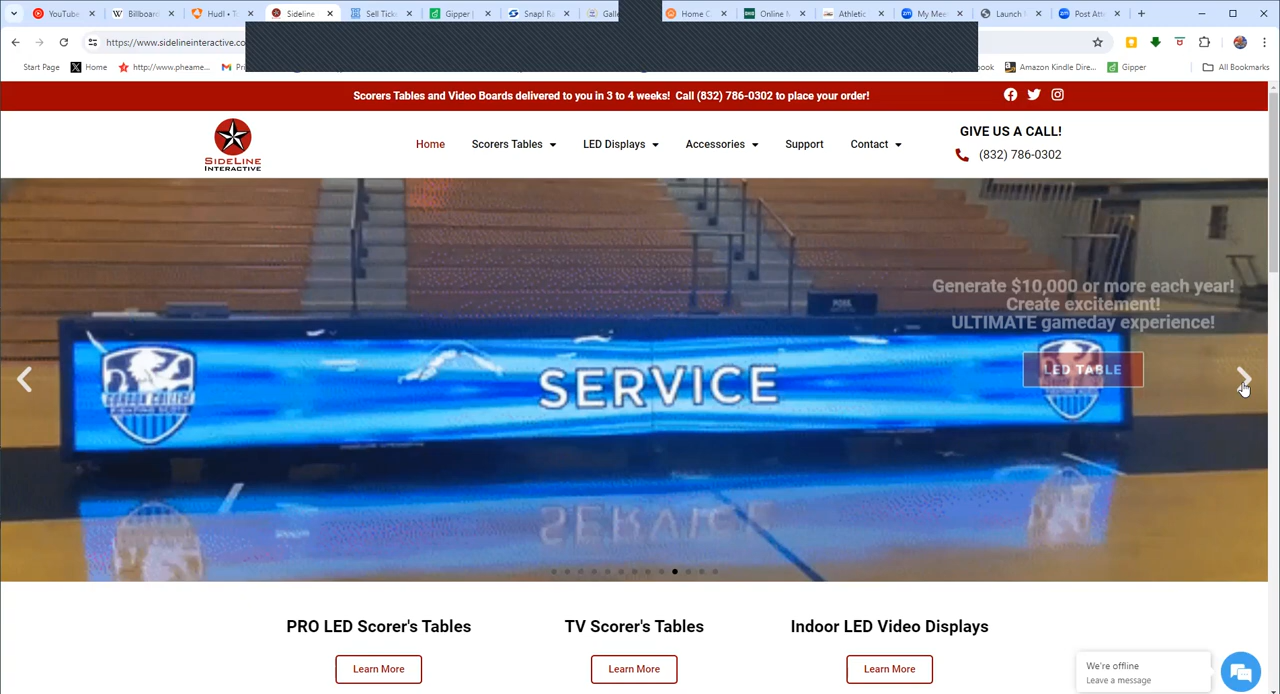 YouTube
Billboar
Hudl •
Sideline
Sell Tick
Gipper |
Snapl Ra
Gall
Home C
Online
Athletic
My Me
Launch
Post Att
https://www.sidelineinteractive.co
Start Page
Home
http://www.pheame...
ook
Amazon Kindle Dire...
Gipper
All Bookmarks
Scorers Tables and Video Boards delivered to you in 3 to 4 weeks! Call (832) 786-0302 to place your order!
SIDELINE
INTERACTIVE
Home
Scorers Tables
LED Displays
Accessories
Support
Contact
GIVE US A CALL!
(832) 786-0302
Generate $10,000 or more each year!
Create excitement!
ULTIMATE gameday experience!
LED TABLE
SERVICE
PRO LED Scorer's Tables
TV Scorer's Tables
Indoor LED Video Displays
Learn More
Learn More
Learn More
We're offline
Leave a message